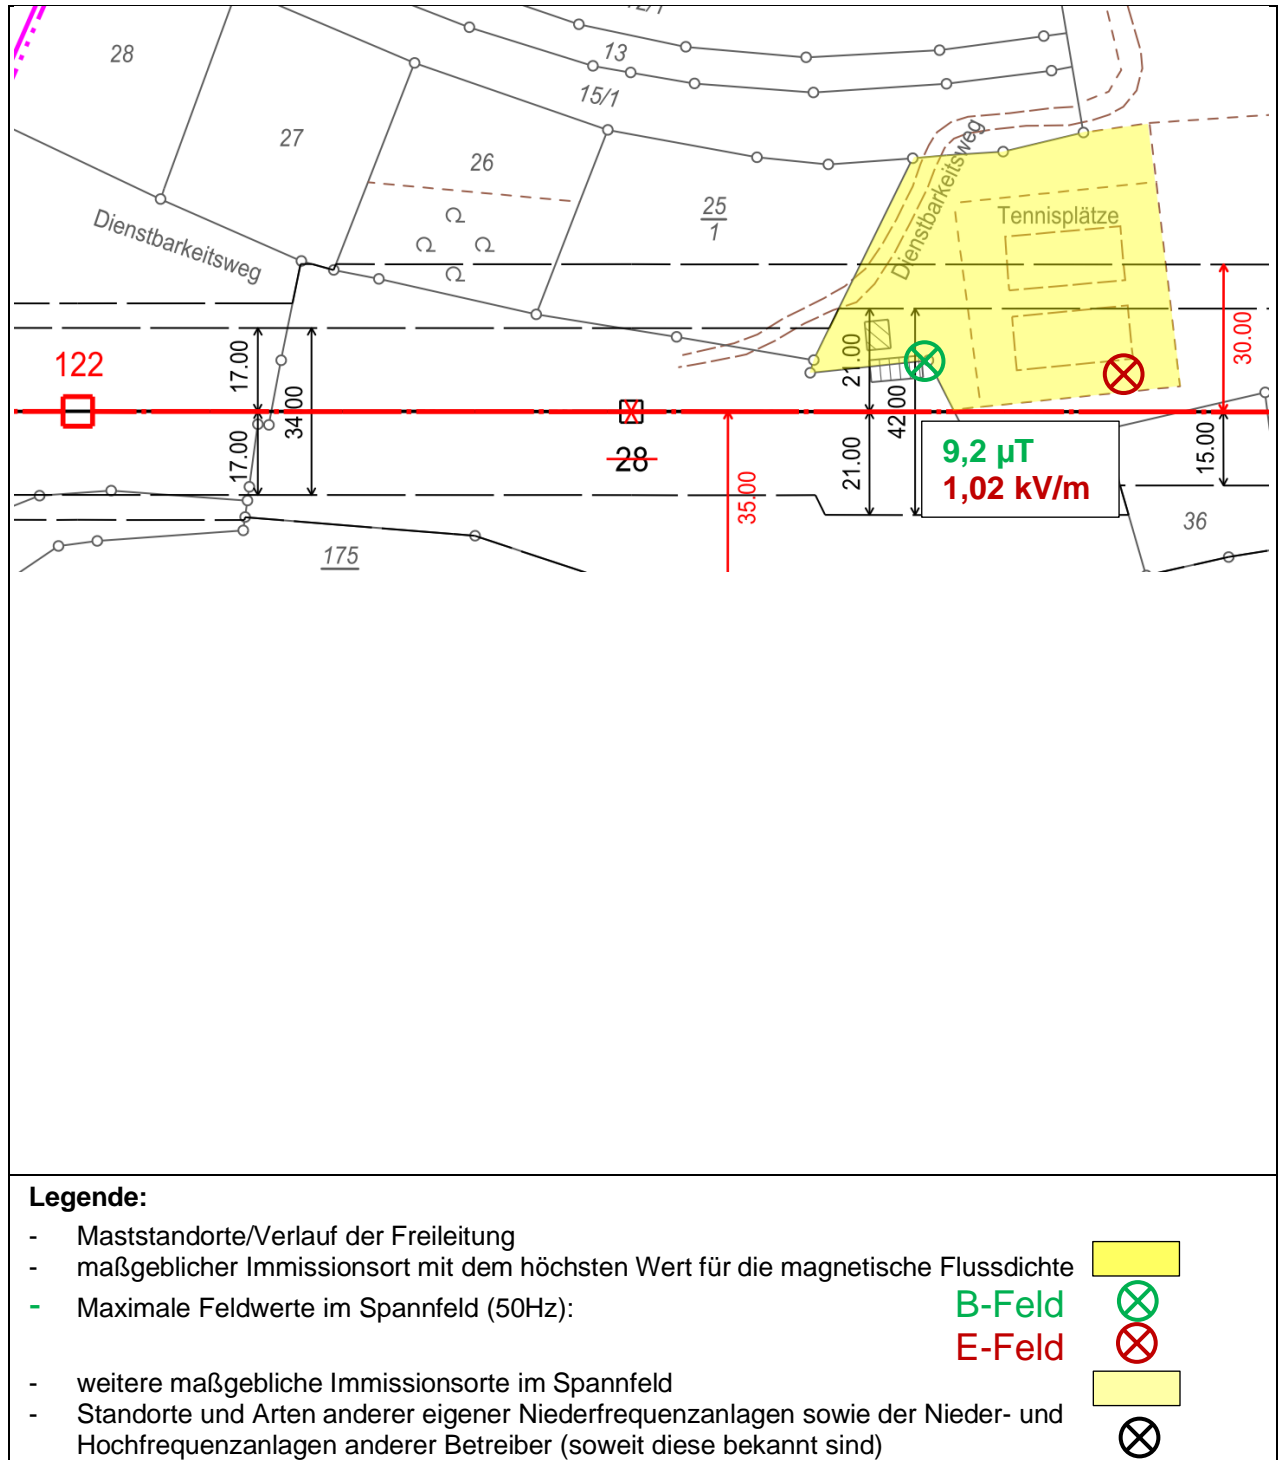 12/1
28
13
15/1
27
26
25
1
Dienstbarkeitsweg
Dienstbarkeitsweg
Tennisplätze
122
17.00
34.00
17.00
28
35.00
21.00
42.00
21.00
30.00
15.00
9,2 µT
1,02 kV/m
36
175
Legende:
- Maststandorte/Verlauf der Freileitung
- maßgeblicher Immissionsort mit dem höchsten Wert für die magnetische Flussdichte
- Maximale Feldwerte im Spannfeld (50Hz): B-Feld
E-Feld
- weitere maßgebliche Immissionsorte im Spannfeld
- Standorte und Arten anderer eigener Niederfrequenzanlagen sowie der Nieder- und
Hochfrequenzanlagen anderer Betreiber (soweit diese bekannt sind)